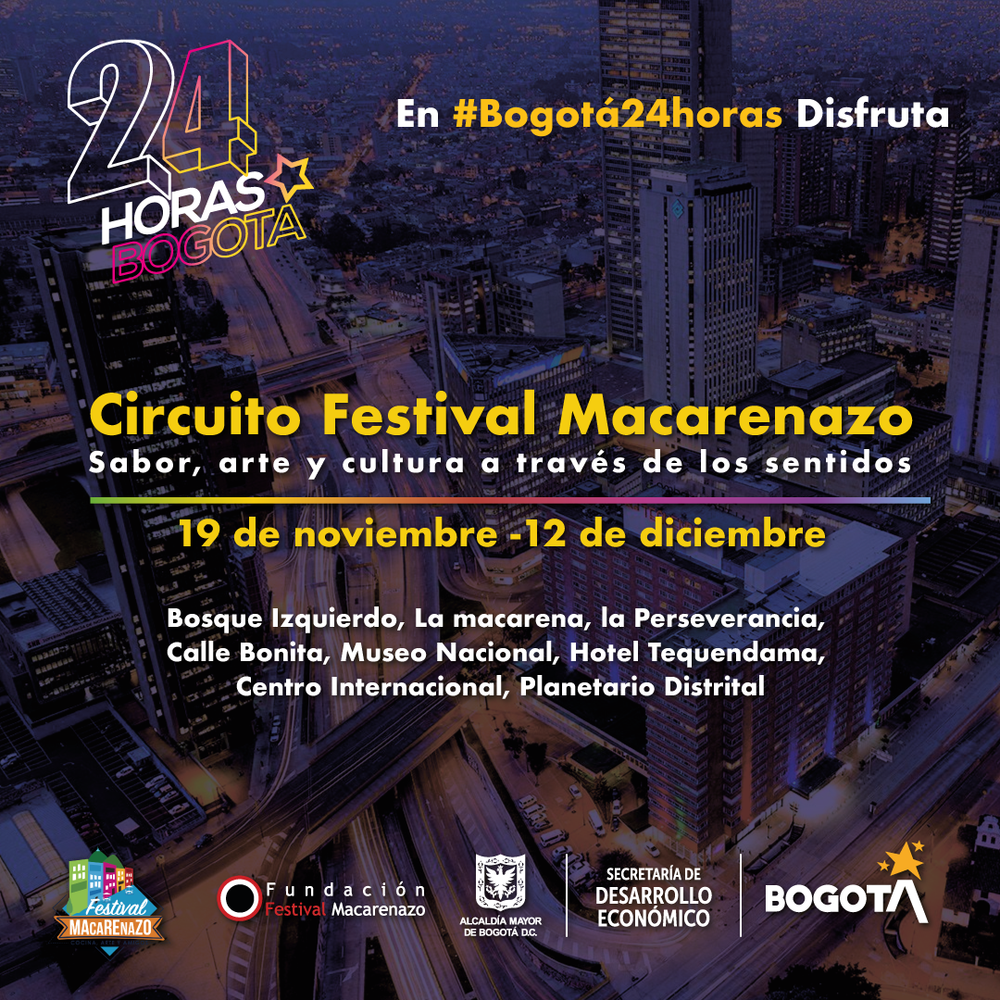 24
HORAS
BOGOTA
En #Bogotá24horas Disfruta
Circuito Festival Macarenazo
Sabor, arte y cultura a través de los sentidos
19 de noviembre -12 de diciembre
Bosque Izquierdo, La macarena, la Perseverancia,
Calle Bonita, Museo Nacional, Hotel Tequendama,
Centro Internacional, Planetario Distrital
Festival
MACARENAZO
Fundación
Festival Macarenazo
ALCALDÍA MAYOR
DE BOGOTÁ D.C.
SECRETARÍA DE
DESARROLLO
ECONÓMICO
BOGOTÁ